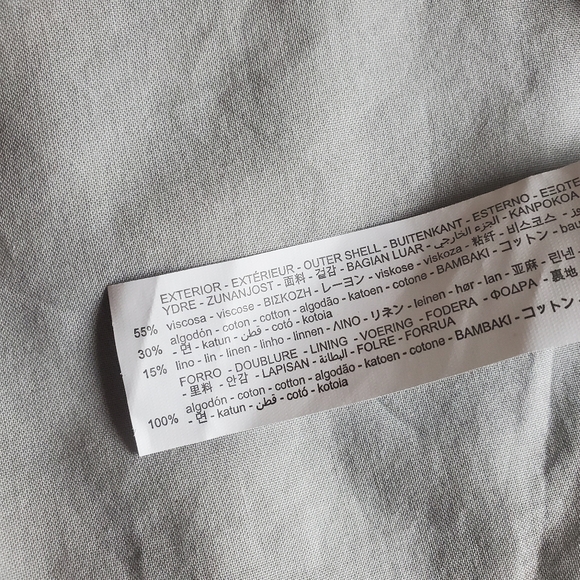 EXTERIOR - EXTÉRIEUR - OUTER SHELL - BUITENKANT - ESTERNO - ΕΞΩΤΕ
YDRE - ZUNANJOST - 面料 - 겉감 - BAGIAN LUAR - الجزء الخارجي - KANPOKOA
55% viscosa - viscose - ΒΙΣΚΟΖΗ - レーヨン - viskose - viskoza - 粘纤 - 비스코스 -
30% algodón - coton - cotton - algodão - katoen - cotone - BAMBAKI - コットン - bau
- 면 - katun - قطن - cotó - kotoia
15% lino - lin - linen - linho - linnen - ΛΙΝΟ - リネン - leinen - hør - lan - 亚麻 - 린넨
FORRO - DOUBLURE - LINING - VOERING - FODERA - ΦΟΔΡΑ - 裏地
- 里料 - 안감 - LAPISAN - البطانة - FOLRE - FORRUA
100% algodón - coton - cotton - algodão - katoen - cotone - BAMBAKI - コットン
- 면 - katun - قطن - cotó - kotoia